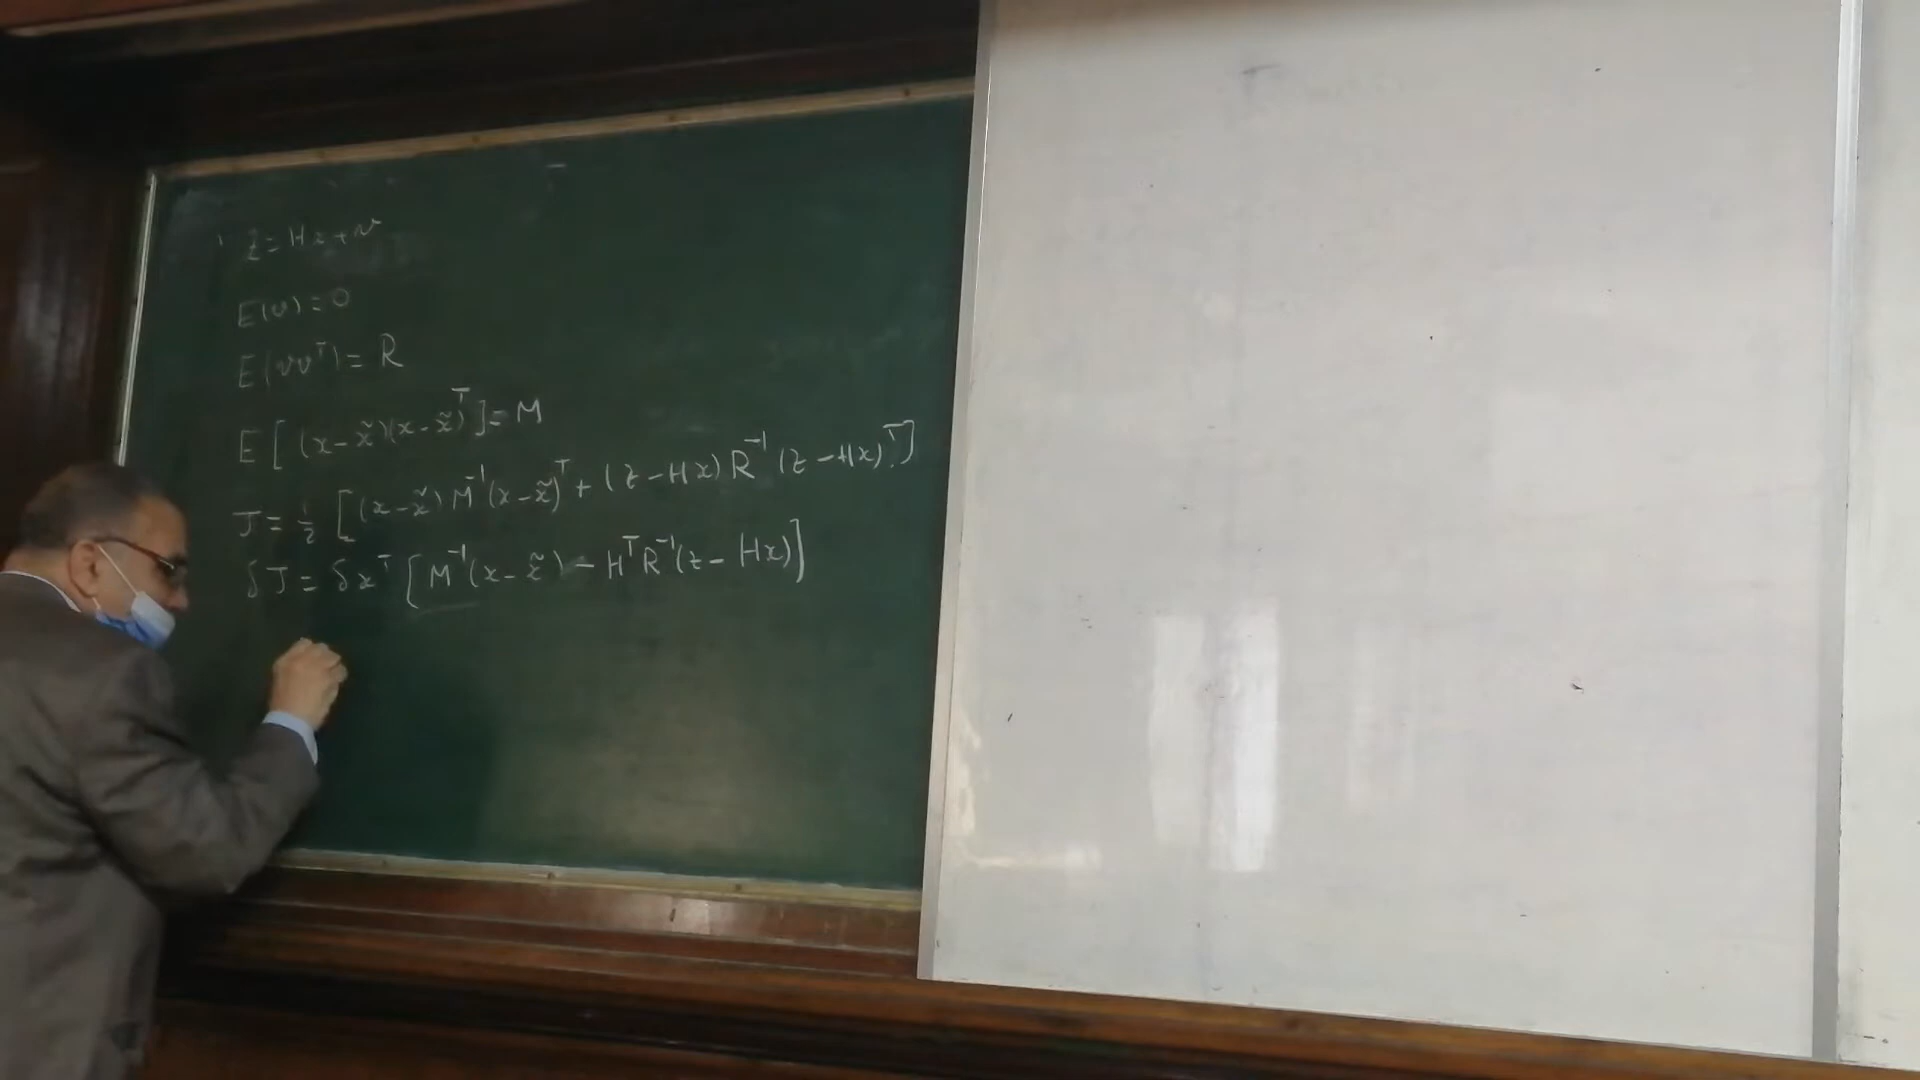 z = Hx + v
E(v) = 0
E(vv^T) = R
E[(x - x̃)(x - x̃)^T] = M
J = 1/2 [(x - x̃) M^-1 (x - x̃)^T + (z - Hx) R^-1 (z - Hx)^T]
δJ = δx^T [M^-1 (x - x̃) - H^T R^-1 (z - Hx)]